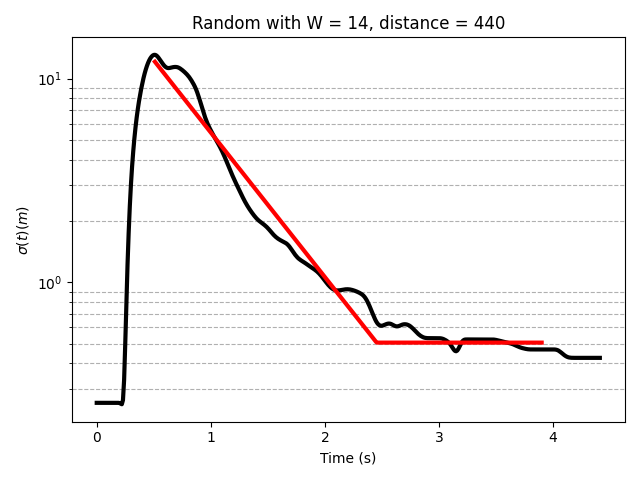 Random with W = 14, distance = 440
σ(t)(m)
10¹
10⁰
0 1 2 3 4
Time (s)